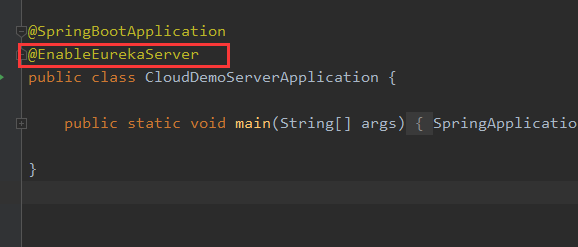 @SpringBootApplication
@EnableEurekaServer
public class CloudDemoServerApplication {
public static void main(String[] args) { SpringApplicatio
}